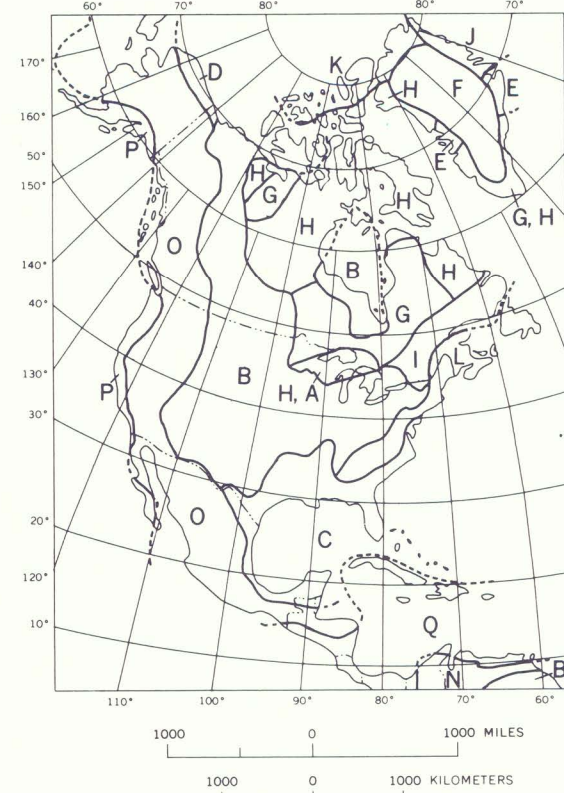 60° 70° 80° 80° 70°
170°
K J
D
H F E
160°
P
50° E
150° H
G H G, H
H
O
140° B H
40°
G
B I L
130° H, A
P
30°
O
20° C
120°
10° Q
N B
110° 100° 90° 80° 70° 60°
1000 0 1000 MILES
1000 0 1000 KILOMETERS